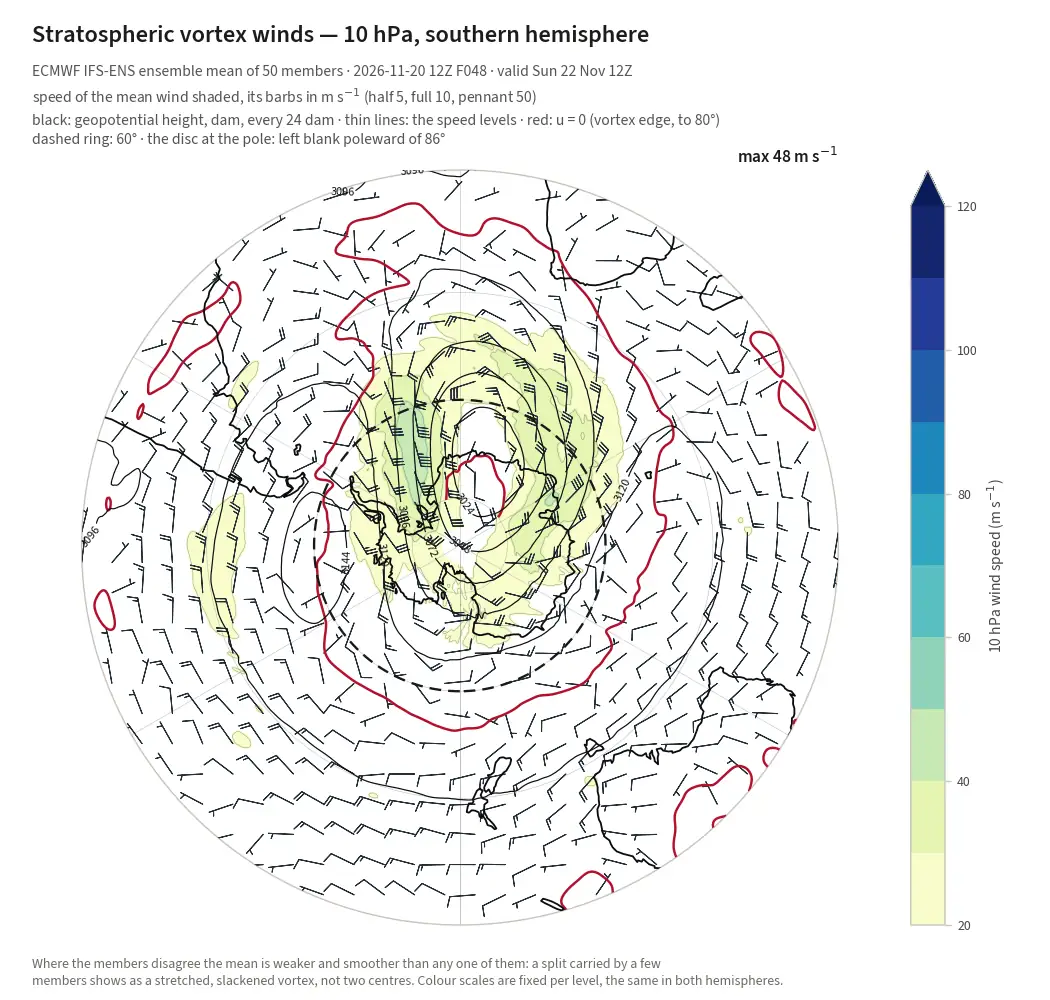 Stratospheric vortex winds — 10 hPa, southern hemisphere
ECMWF IFS-ENS ensemble mean of 50 members · 2026-11-20 12Z F048 · valid Sun 22 Nov 12Z
speed of the mean wind shaded, its barbs in m s⁻¹ (half 5, full 10, pennant 50)
black: geopotential height, dam, every 24 dam · thin lines: the speed levels · red: u = 0 (vortex edge, to 80°)
dashed ring: 60° · the disc at the pole: left blank poleward of 86°
max 48 m s⁻¹
3096
3120
3024
3072
3096
120
100
80
60
40
20
10 hPa wind speed (m s⁻¹)
Where the members disagree the mean is weaker and smoother than any one of them: a split carried by a few
members shows as a stretched, slackened vortex, not two centres. Colour scales are fixed per level, the same in both hemispheres.